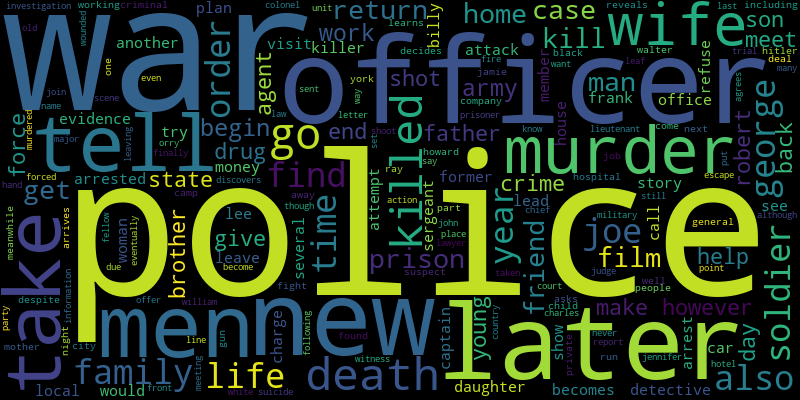 war
officer
wife
police
tell
murder
new
men
later
take
killed
kill
death
life
family
go
find
year
time
order
joe
george
soldier
also
film
prison
drug
crime
friend
home
return
case
son
meet
work
plan
visit
killer
agent
another
begin
end
father
army
shot
attack
man
frank
office
refuse
robert
back
billy
member
house
force
evidence
try
arrested
state
money
get
brother
woman
give
lee
leave
several
attempt
former
sergeant
lead
story
see
help
call
make
however
young
captain
show
charge
daughter
becomes
detective
arrest
car
day
local
would
suspect
hospital
judge
court
child
charles
people
private
report
never
run
jennifer
hotel
military
chief
general
point
although
many
put
next
come
still
escape
job
know
lieutenant
prisoner
company
fire
jamie
york
black
want
walter
leaf
trial
hitler
deal
last
including
reveals
unit
learns
decides
colonel
criminal
working
investigation
wounded
old
join
name
scene
one
even
major
leaving
murdered
orry
finally
law
sent
letter
way
set
shoot
howard
say
ray
action
part
john
place
lawyer
taken
away
though
discovers
camp
forced
hand
arrives
meanwhile
information
fellow
eventually
due
become
william
fight
despite
offer
night
party
mother
city
line
gun
following
found
witness
country
asks
well
meeting
front
white
suicide
agrees